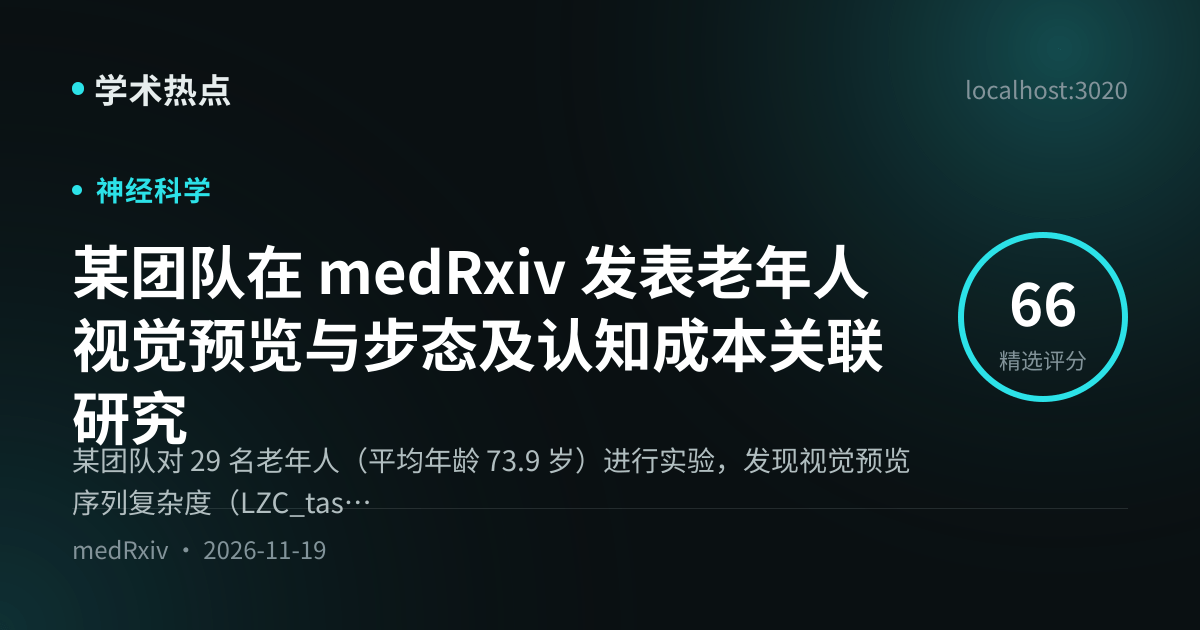 学术热点
localhost:3020
神经科学
某团队在 medRxiv 发表老年人
视觉预览与步态及认知成本关联
研究
66
精选评分
某团队对 29 名老年人（平均年龄 73.9 岁）进行实验，发现视觉预览
序列复杂度（LZC_tas…
medRxiv · 2026-11-19